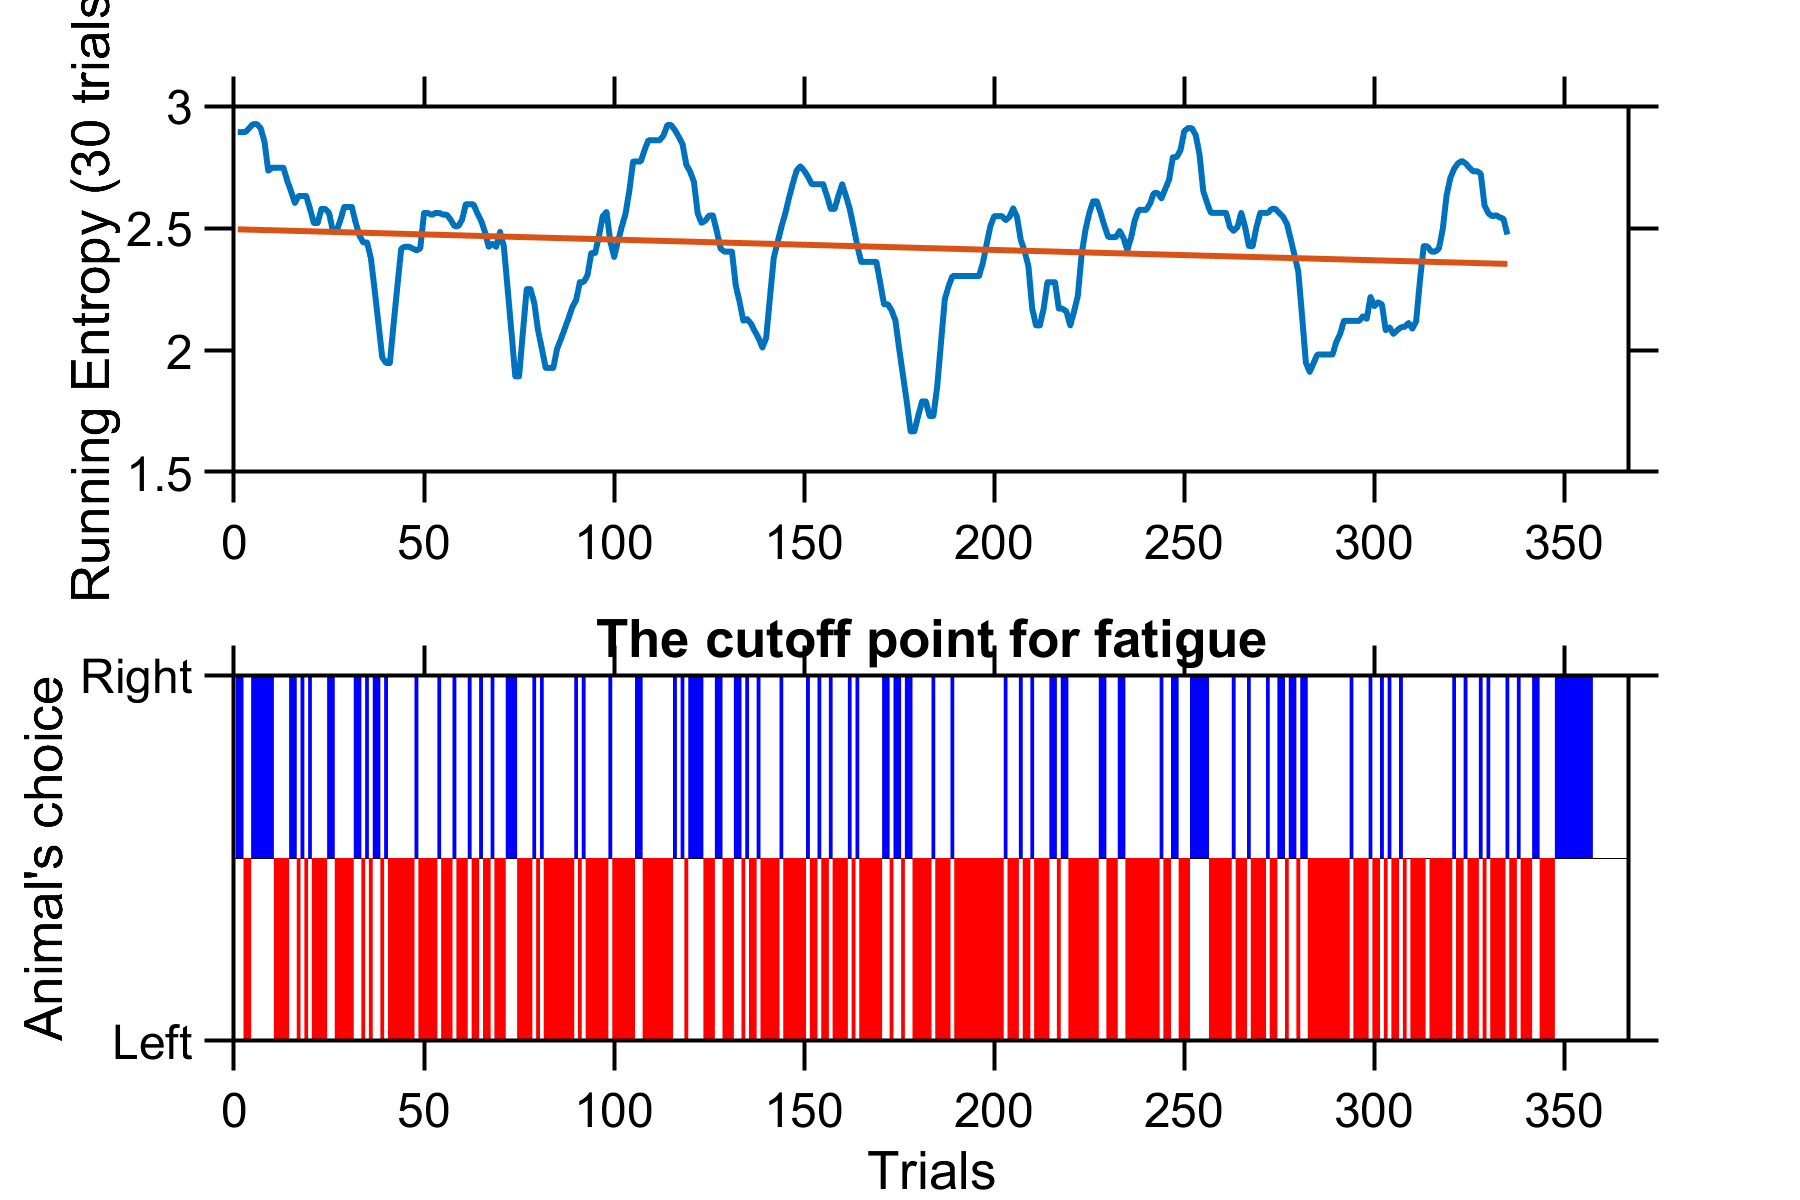 Running Entropy (30 trials
3
2.5
2
1.5
0 50 100 150 200 250 300 350
The cutoff point for fatigue
Animal's choice
Right
Left
0 50 100 150 200 250 300 350
Trials